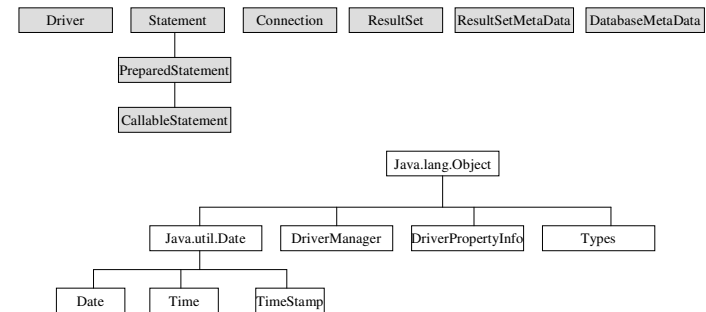 Driver
Statement
Connection
ResultSet
ResultSetMetaData
DatabaseMetaData
PreparedStatement
CallableStatement
Java.lang.Object
Java.util.Date
DriverManager
DriverPropertyInfo
Types
Date
Time
TimeStamp